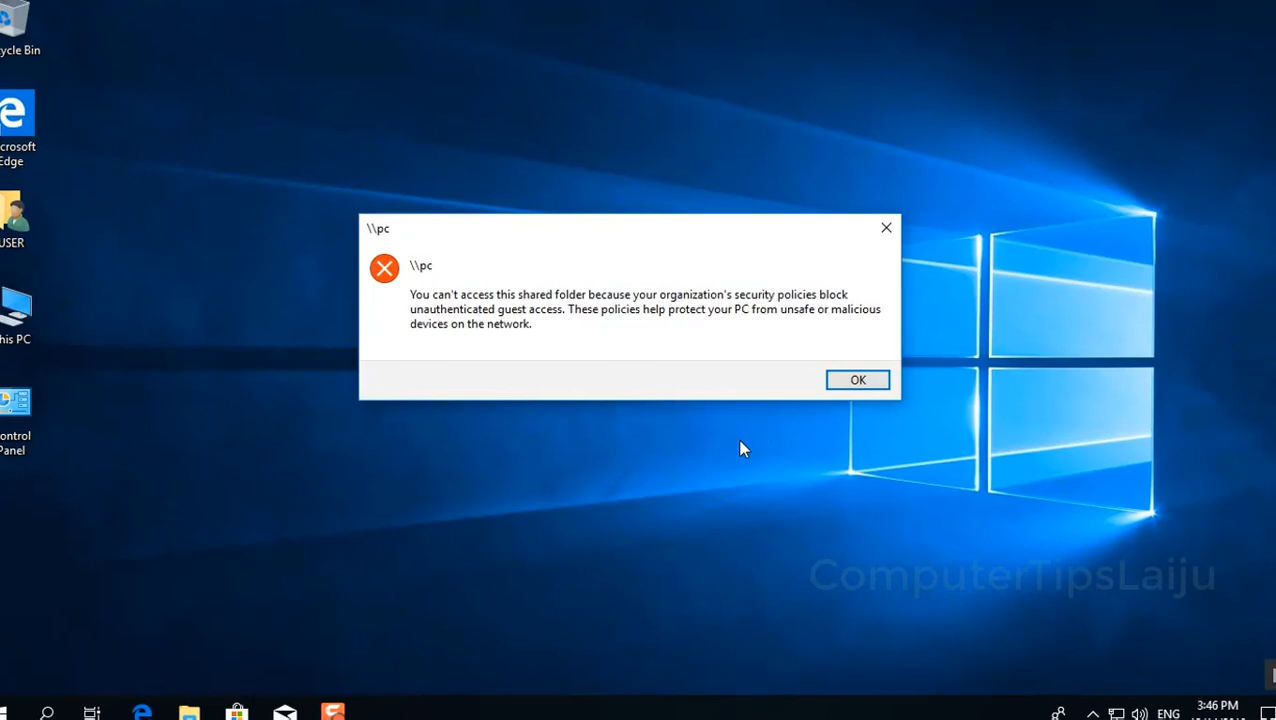 ycle Bin
crosoft
Edge
USER
his PC
ontrol
Panel
\\pc
\\pc
You can't access this shared folder because your organization's security policies block
unauthenticated guest access. These policies help protect your PC from unsafe or malicious
devices on the network.
OK
ComputerTipsLaiju
ENG
3:46 PM